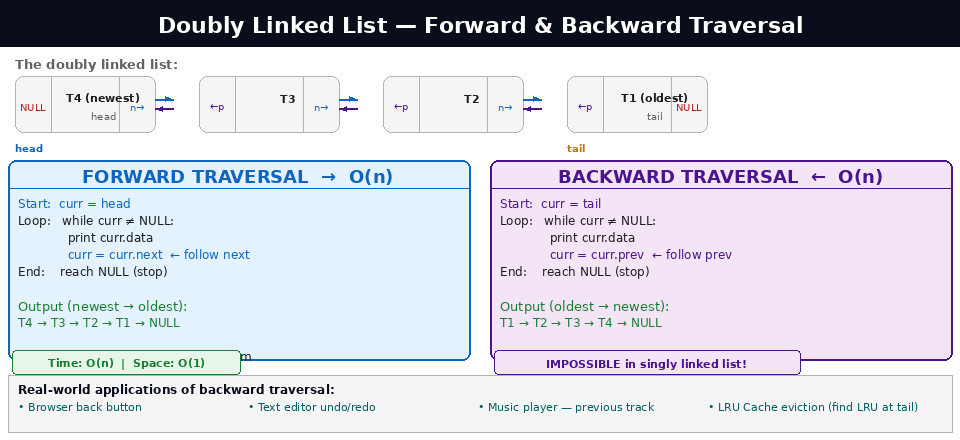 Doubly Linked List — Forward & Backward Traversal
The doubly linked list:
NULL T4 (newest) head n→
←p T3 n→
←p T2 n→
←p T1 (oldest) tail NULL
head
tail
FORWARD TRAVERSAL → O(n)
Start: curr = head
Loop: while curr ≠ NULL:
print curr.data
curr = curr.next ← follow next
End: reach NULL (stop)
Output (newest → oldest):
T4 → T3 → T2 → T1 → NULL
Time: O(n) | Space: O(1)
m
BACKWARD TRAVERSAL ← O(n)
Start: curr = tail
Loop: while curr ≠ NULL:
print curr.data
curr = curr.prev ← follow prev
End: reach NULL (stop)
Output (oldest → newest):
T1 → T2 → T3 → T4 → NULL
IMPOSSIBLE in singly linked list!
Real-world applications of backward traversal:
• Browser back button
• Text editor undo/redo
• Music player — previous track
• LRU Cache eviction (find LRU at tail)